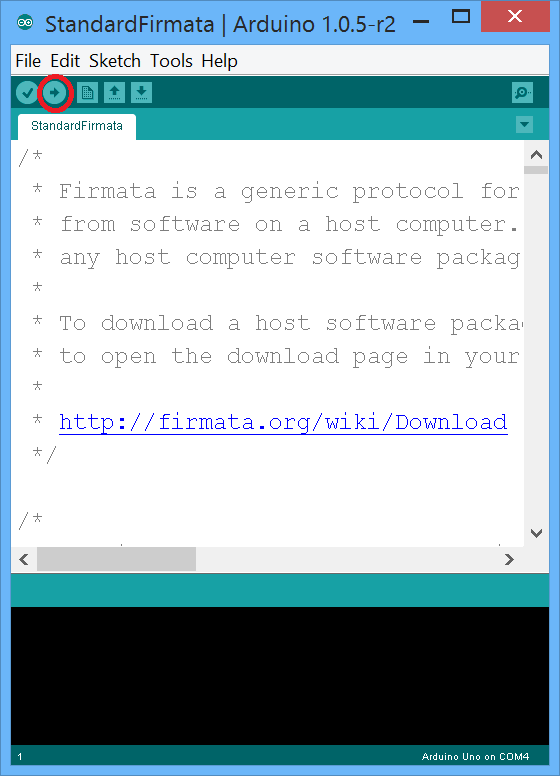 StandardFirmata | Arduino 1.0.5-r2
File Edit Sketch Tools Help
StandardFirmata
/*
* Firmata is a generic protocol for
* from software on a host computer.
* any host computer software packag
*
* To download a host software packa
* to open the download page in your
*
* http://firmata.org/wiki/Download
*/
/*
1
Arduino Uno on COM4